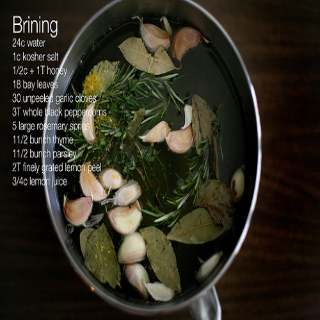 Brining
24c water
1c kosher salt
1/2c + 1T honey
18 bay leaves
30 unpeeled garlic cloves
3T whole black peppercorns
5 large rosemary sprigs
11/2 bunch thyme
11/2 bunch parsley
2T finely grated lemon peel
3/4c lemon juice